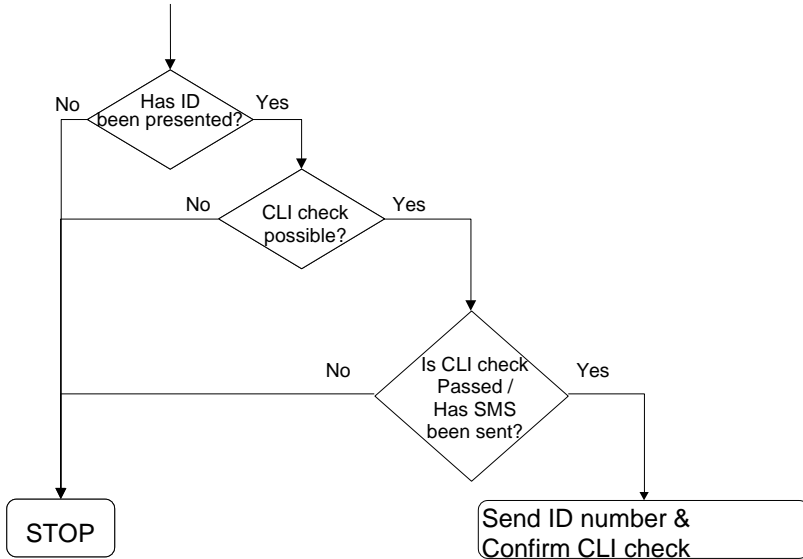 Has ID
been presented?
No
Yes
CLI check
possible?
No
Yes
Is CLI check
Passed /
Has SMS
been sent?
No
Yes
STOP
Send ID number &
Confirm CLI check